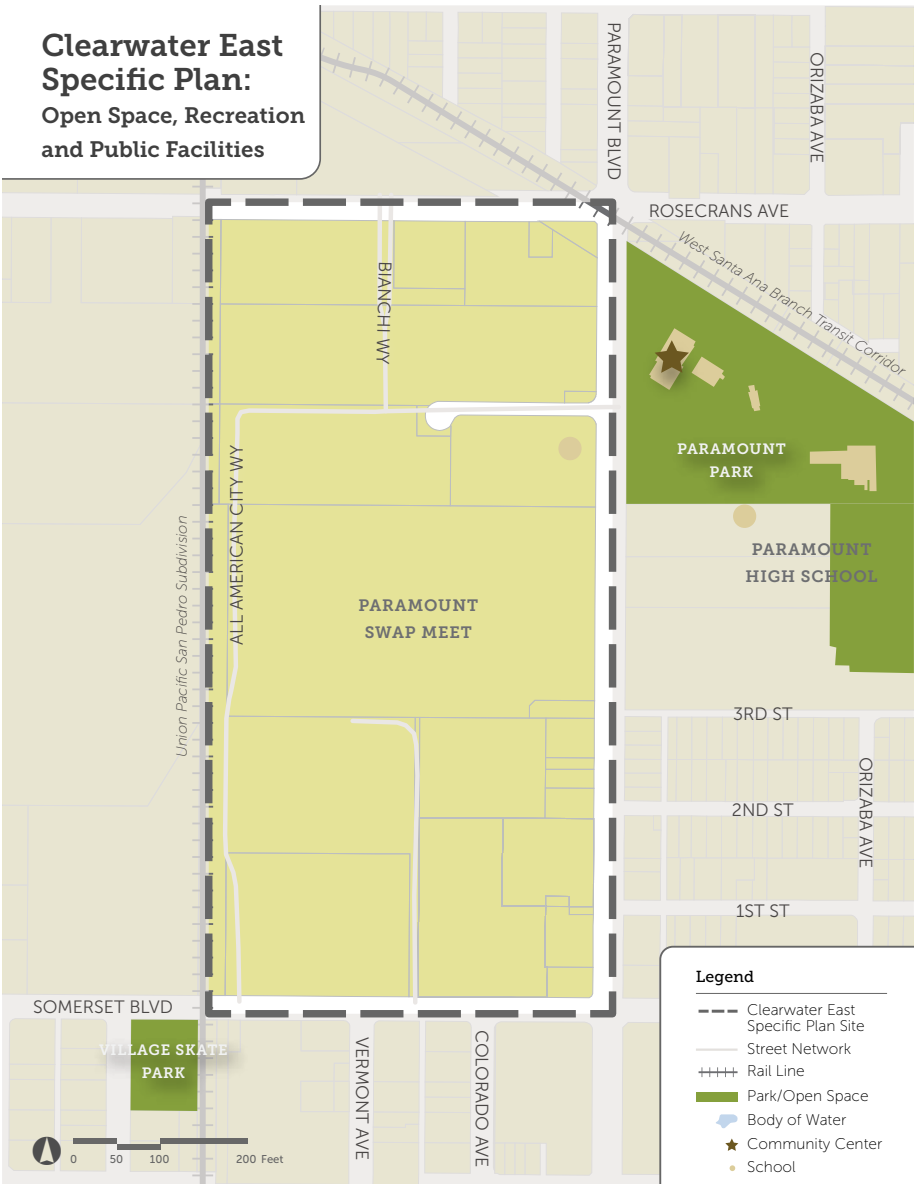 Clearwater East
Specific Plan:
Open Space, Recreation
and Public Facilities
PARAMOUNT BLVD
ORIZABA AVE
ROSECRANS AVE
West Santa Ana Branch Transit Corridor
BIANCHI WY
PARAMOUNT
PARK
ALL AMERICAN CITY WY
Union Pacific San Pedro Subdivision
PARAMOUNT
HIGH SCHOOL
PARAMOUNT
SWAP MEET
3RD ST
ORIZABA AVE
2ND ST
1ST ST
SOMERSET BLVD
VILLAGE SKATE
PARK
VERMONT AVE
COLORADO AVE
0 50 100 200 Feet
Legend
Clearwater East
Specific Plan Site
Street Network
Rail Line
Park/Open Space
Body of Water
Community Center
School